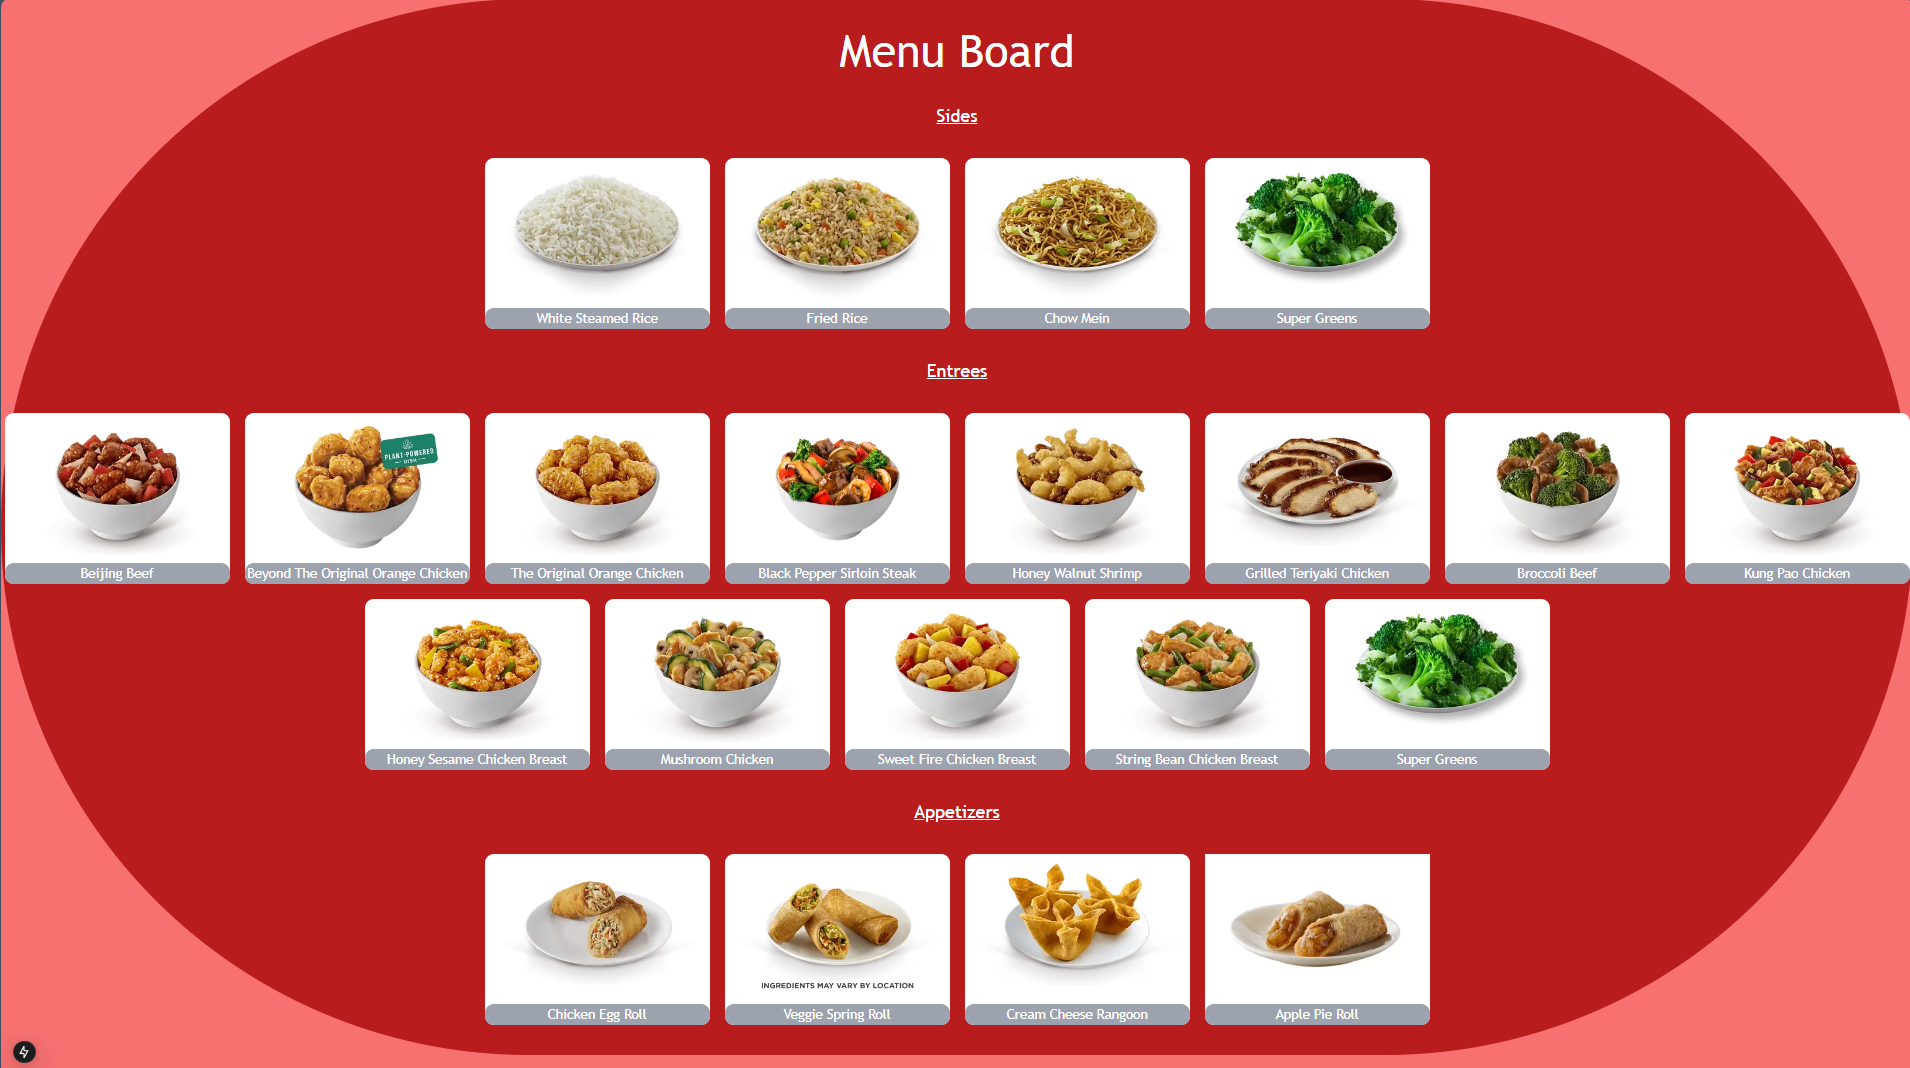 Menu Board
Sides
White Steamed Rice
Fried Rice
Chow Mein
Super Greens
Entrees
PLANT-POWERED
DISH
Beijing Beef
Beyond The Original Orange Chicken
The Original Orange Chicken
Black Pepper Sirloin Steak
Honey Walnut Shrimp
Grilled Teriyaki Chicken
Broccoli Beef
Kung Pao Chicken
Honey Sesame Chicken Breast
Mushroom Chicken
Sweet Fire Chicken Breast
String Bean Chicken Breast
Super Greens
Appetizers
INGREDIENTS MAY VARY BY LOCATION
Chicken Egg Roll
Veggie Spring Roll
Cream Cheese Rangoon
Apple Pie Roll